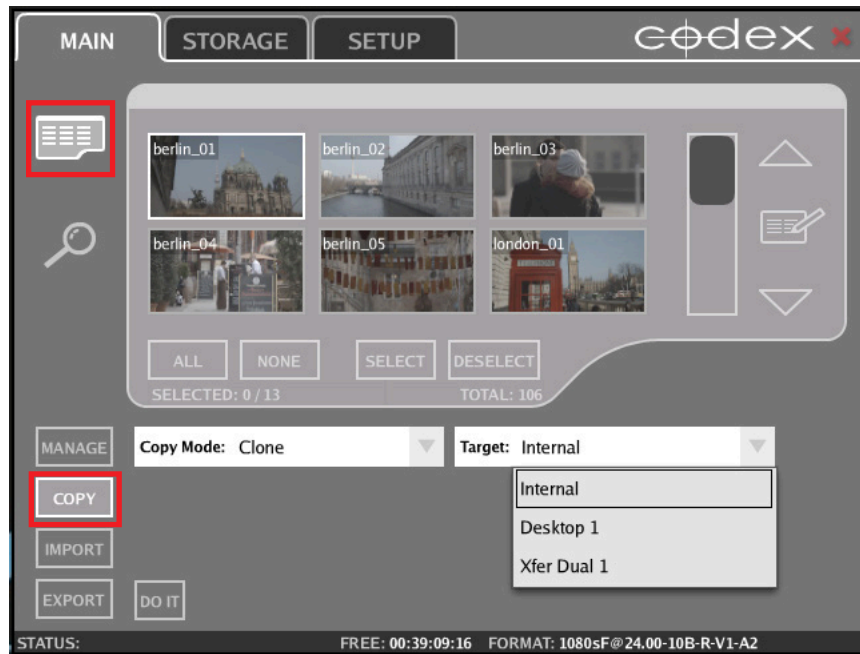 MAIN STORAGE SETUP codex
berlin_01 berlin_02 berlin_03
berlin_04 berlin_05 london_01
ALL NONE SELECT DESELECT
SELECTED: 0 / 13 TOTAL: 106
MANAGE Copy Mode: Clone Target: Internal
COPY Internal
Desktop 1
IMPORT Xfer Dual 1
EXPORT DO IT
STATUS: FREE: 00:39:09:16 FORMAT: 1080sF@24.00-10B-R-V1-A2